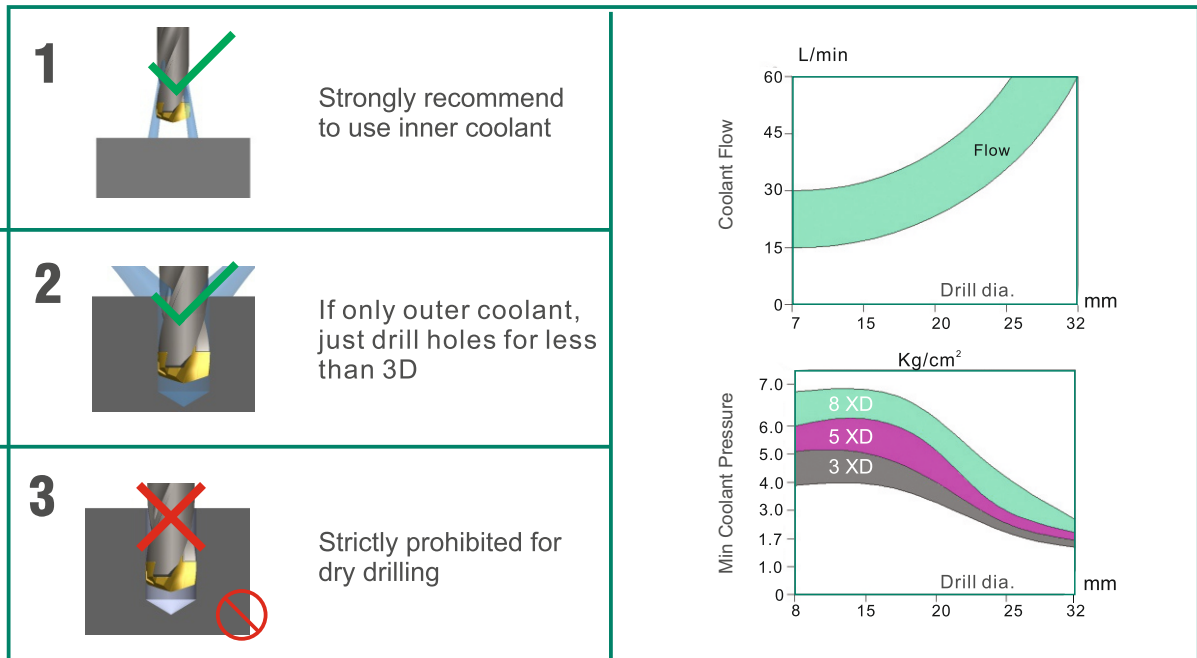 1
Strongly recommend
to use inner coolant
2
If only outer coolant,
just drill holes for less
than 3D
3
Strictly prohibited for
dry drilling
L/min
60
45
30
15
0
Coolant Flow
Flow
Drill dia.
mm
7 15 20 25 32
Kg/cm²
7.0
6.0
5.0
4.0
3.0
1.7
1.0
0
Min Coolant Pressure
8 XD
5 XD
3 XD
Drill dia.
mm
8 15 20 25 32